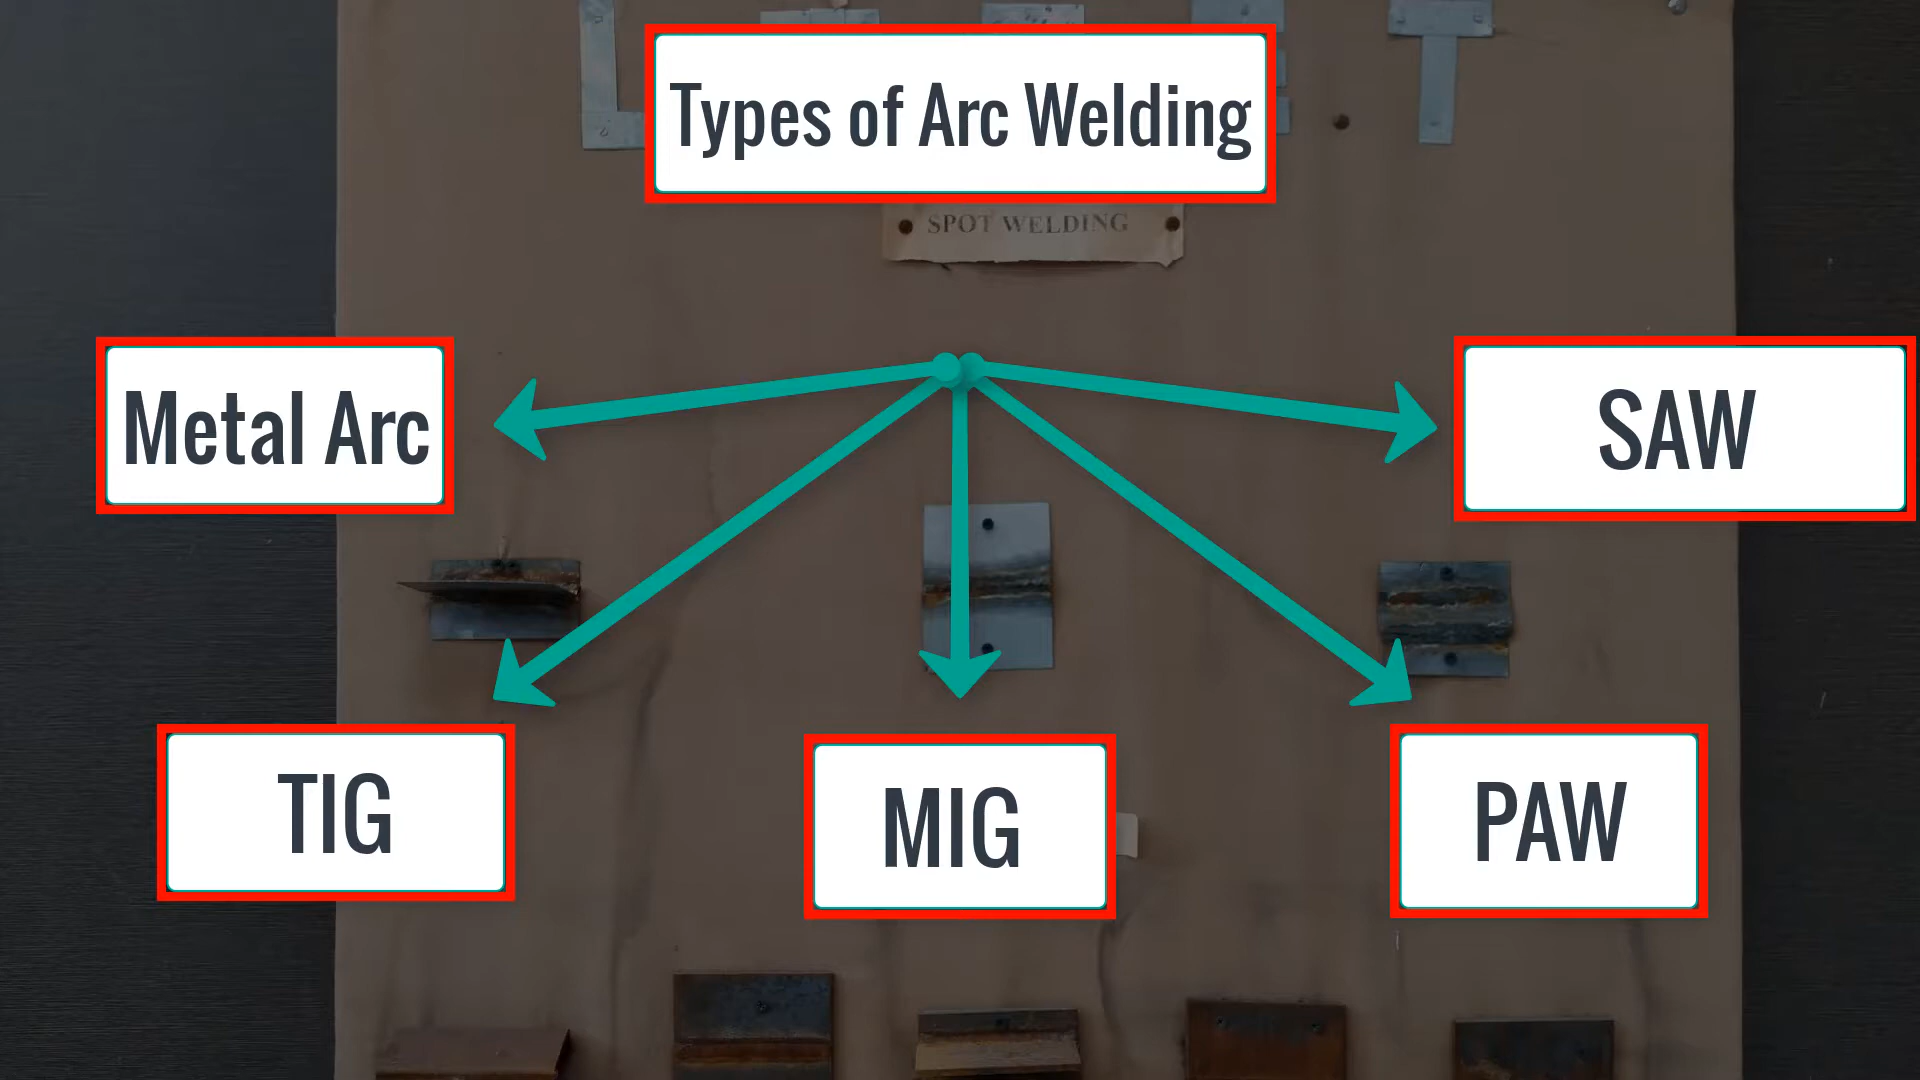 Types of Arc Welding
SPOT WELDING
Metal Arc
SAW
TIG
MIG
PAW